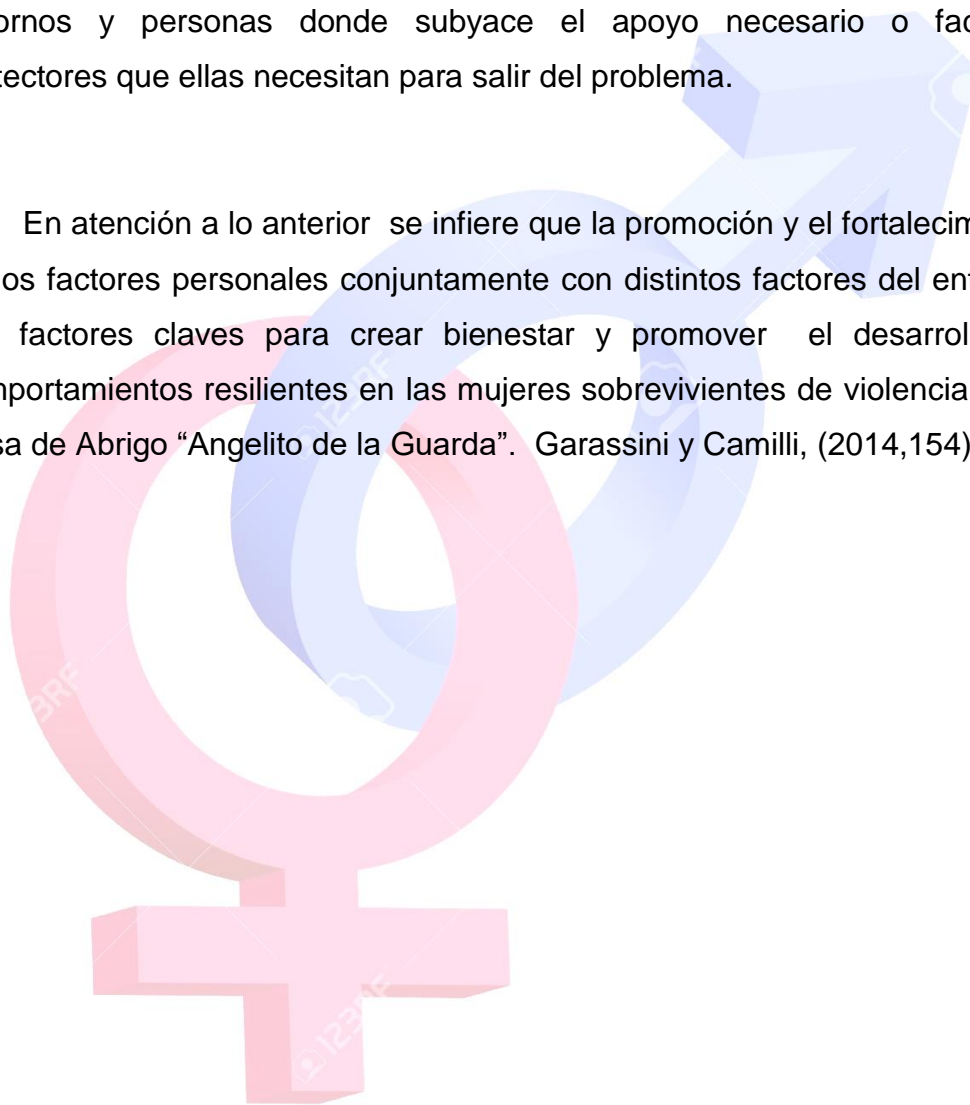 ornos y personas donde subyace el apoyo necesario o fac
tectores que ellas necesitan para salir del problema.
En atención a lo anterior se infiere que la promoción y el fortalecim
os factores personales conjuntamente con distintos factores del ent
factores claves para crear bienestar y promover el desarrol
mportamientos resilientes en las mujeres sobrevivientes de violencia
sa de Abrigo “Angelito de la Guarda”. Garassini y Camilli, (2014,154)
123RF
123RF
123RF